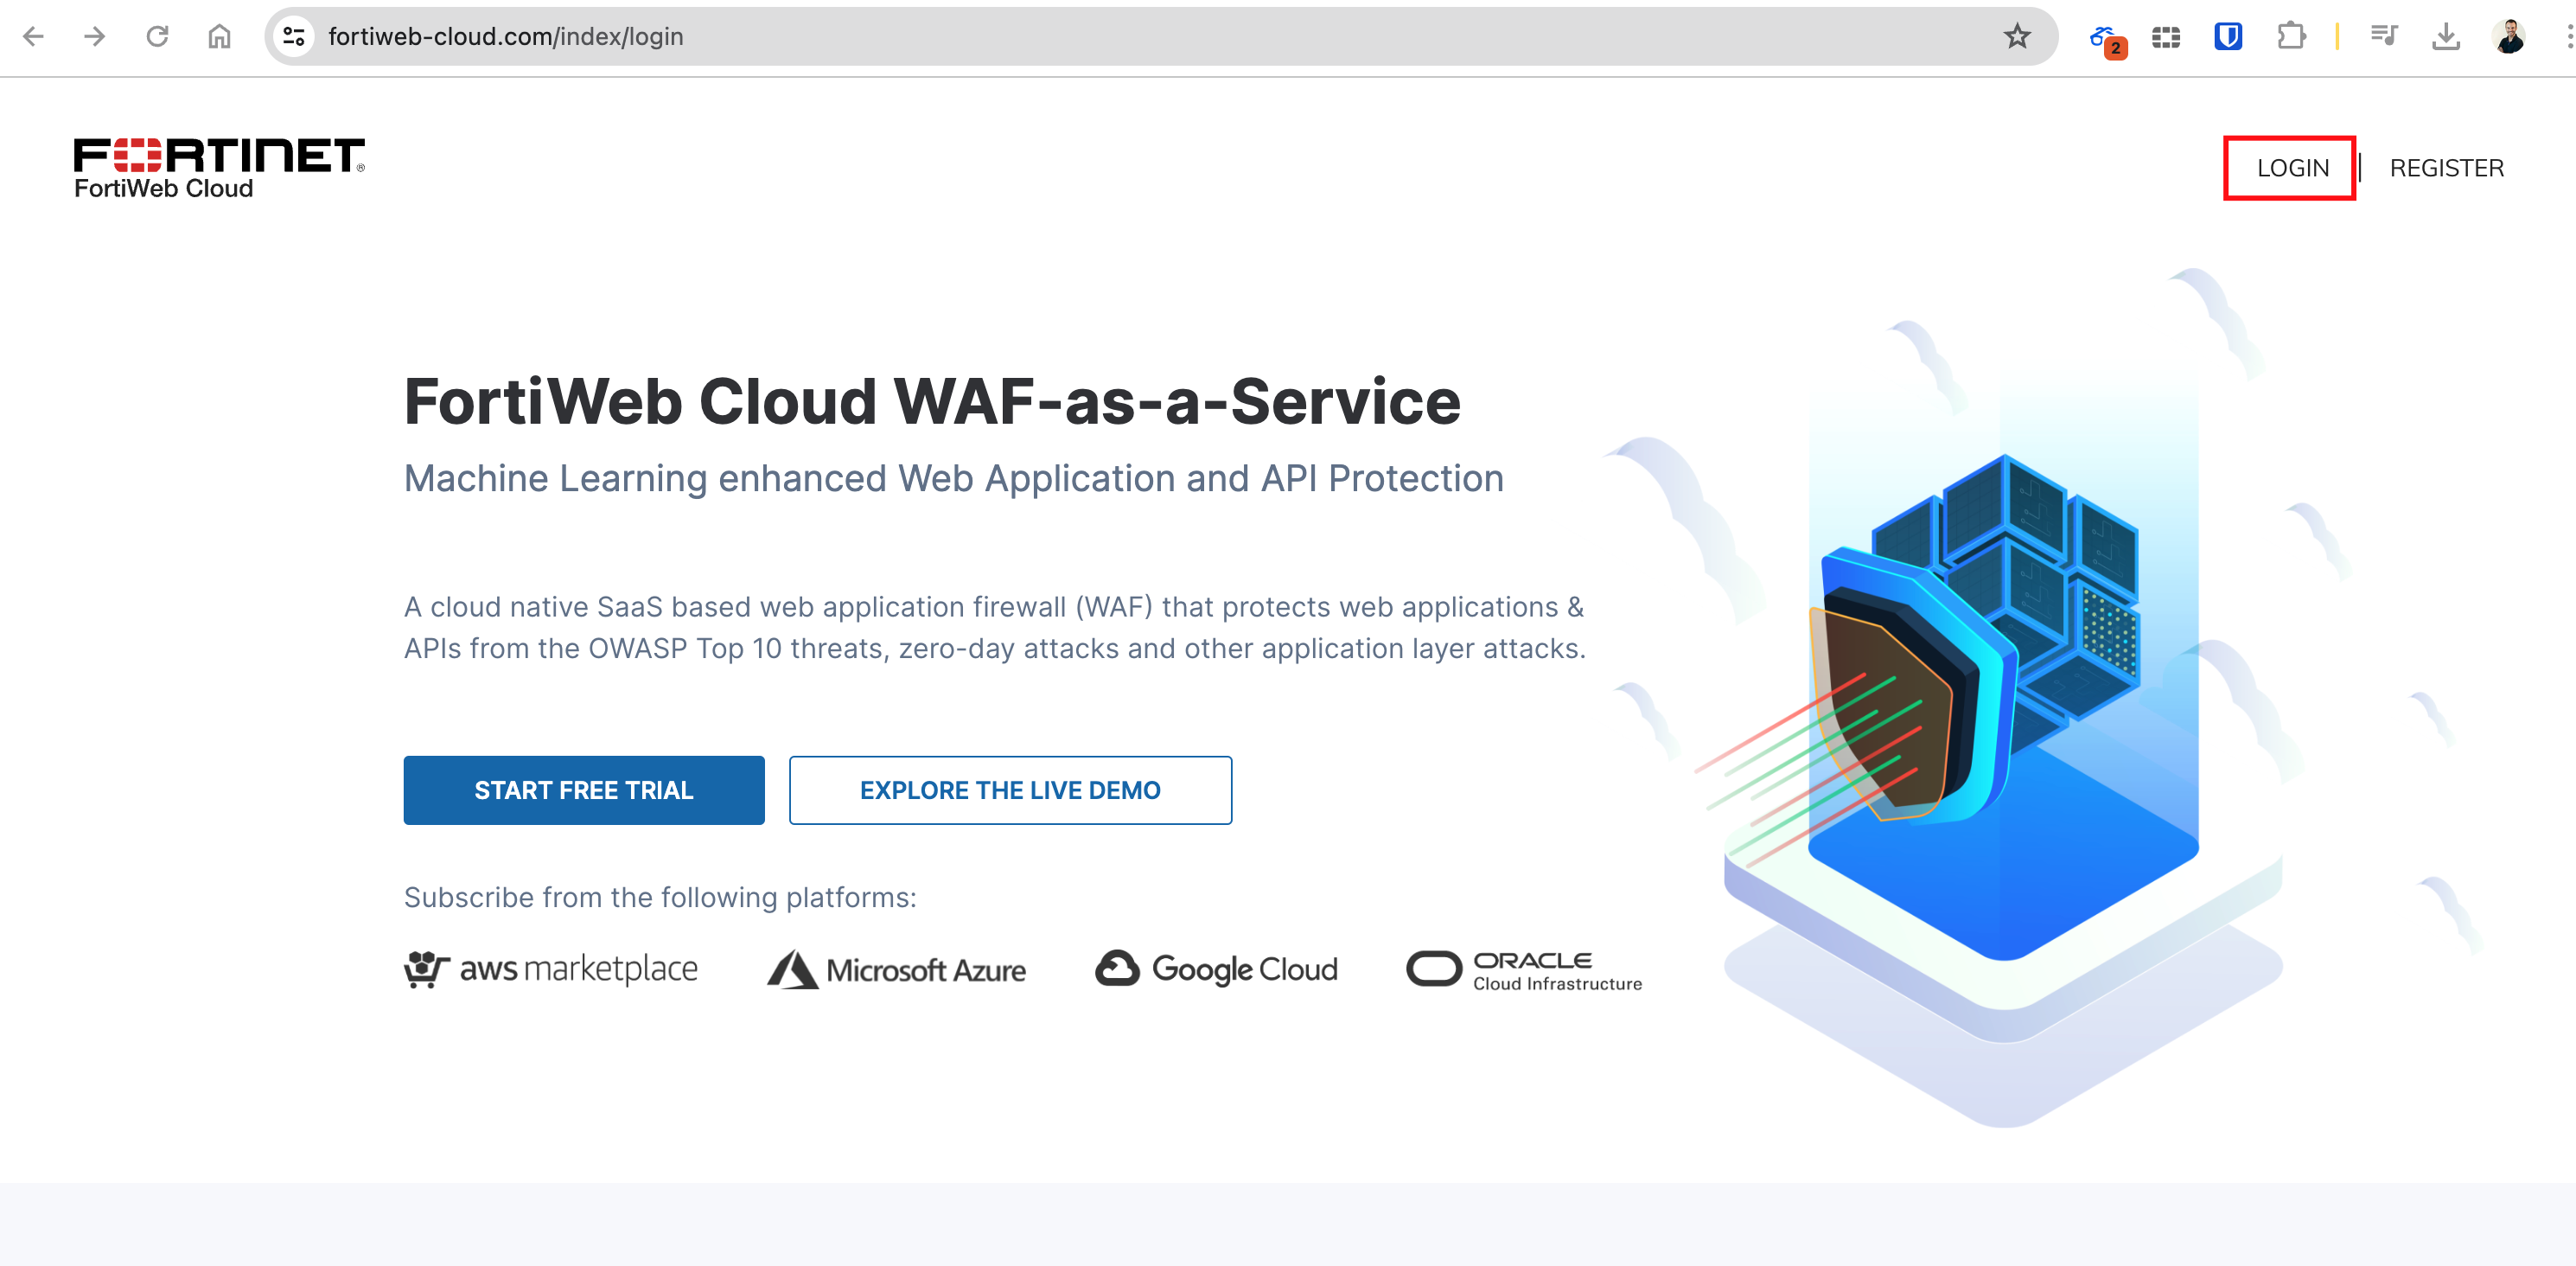 fortiweb-cloud.com/index/login
2
FORTINET®
FortiWeb Cloud
LOGIN | REGISTER
FortiWeb Cloud WAF-as-a-Service
Machine Learning enhanced Web Application and API Protection
A cloud native SaaS based web application firewall (WAF) that protects web applications &
APIs from the OWASP Top 10 threats, zero-day attacks and other application layer attacks.
START FREE TRIAL
EXPLORE THE LIVE DEMO
Subscribe from the following platforms:
aws marketplace
Microsoft Azure
Google Cloud
ORACLE
Cloud Infrastructure